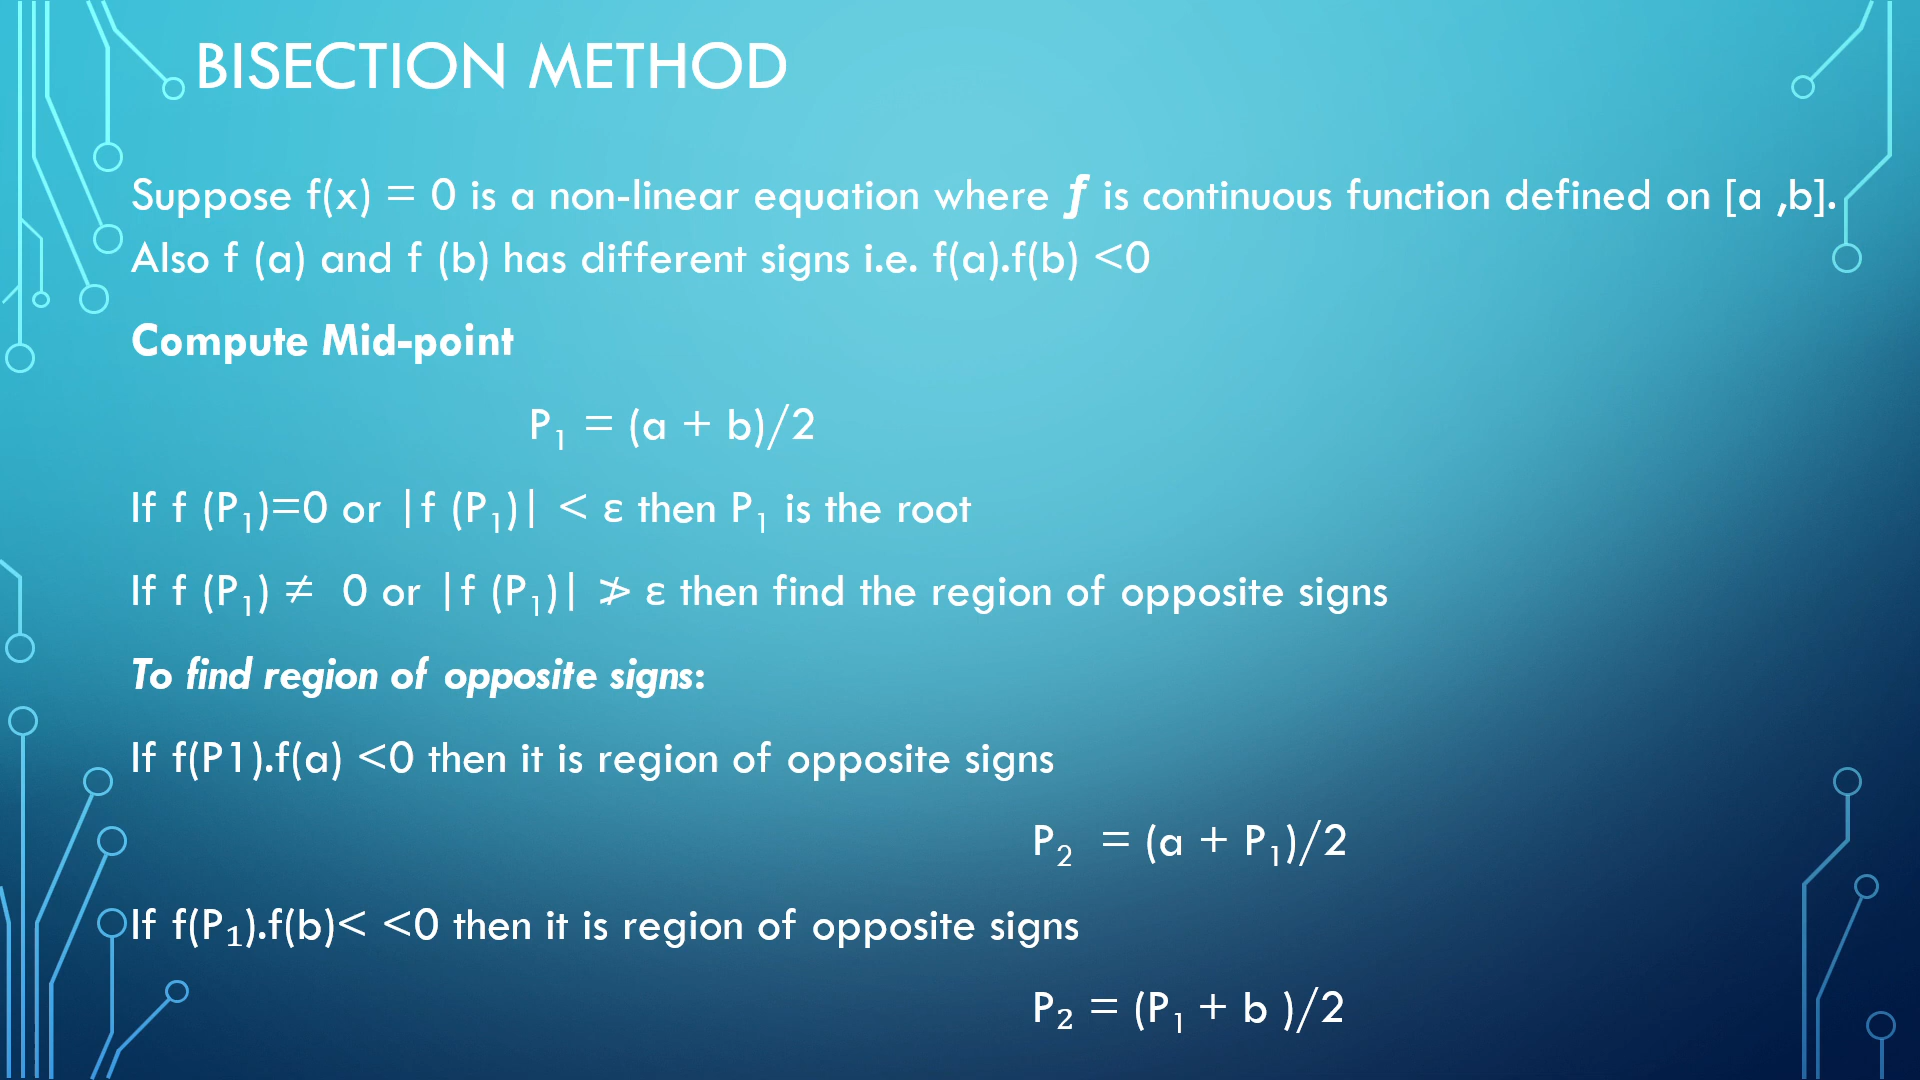 BISECTION METHOD
Suppose f(x) = 0 is a non-linear equation where ƒ is continuous function defined on [a ,b].
Also f (a) and f (b) has different signs i.e. f(a).f(b) <0
Compute Mid-point
P₁ = (a + b)/2
If f (P₁)=0 or |f (P₁)| < ε then P₁ is the root
If f (P₁) ≠ 0 or |f (P₁)| ≯ ε then find the region of opposite signs
To find region of opposite signs:
If f(P1).f(a) <0 then it is region of opposite signs
P₂ = (a + P₁)/2
If f(P₁).f(b)< <0 then it is region of opposite signs
P₂ = (P₁ + b )/2